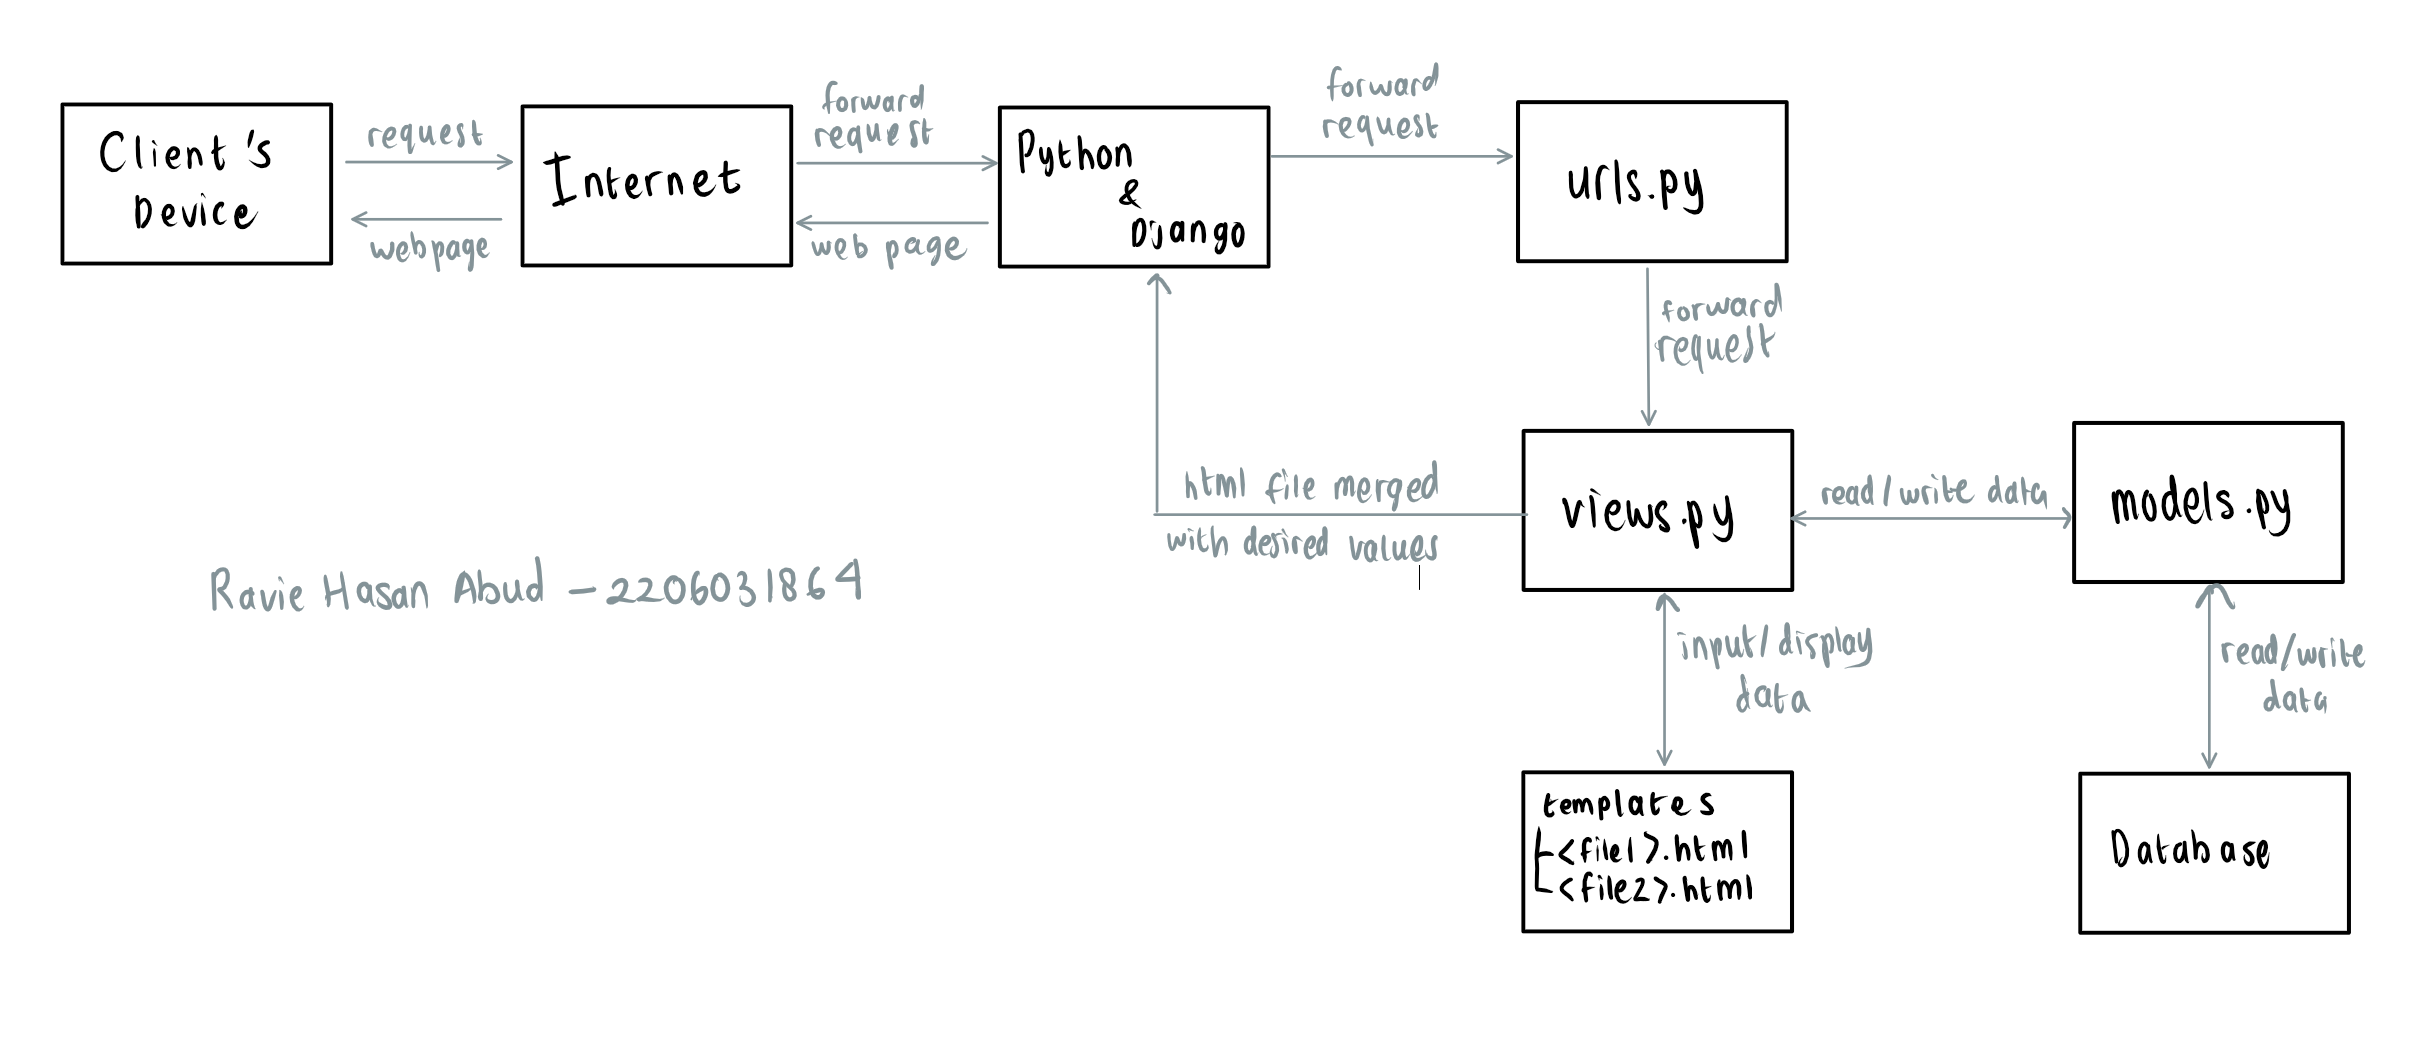 Client's
Device
request
webpage
Internet
forward
request
web page
Python
&
Django
forward
request
urls.py
forward
request
html file merged
with desired values
views.py
read/write data
models.py
Ravie Hasan Abud - 2206031864
input/display
data
read/write
data
templates
<file1>.html
<file2>.html
Database